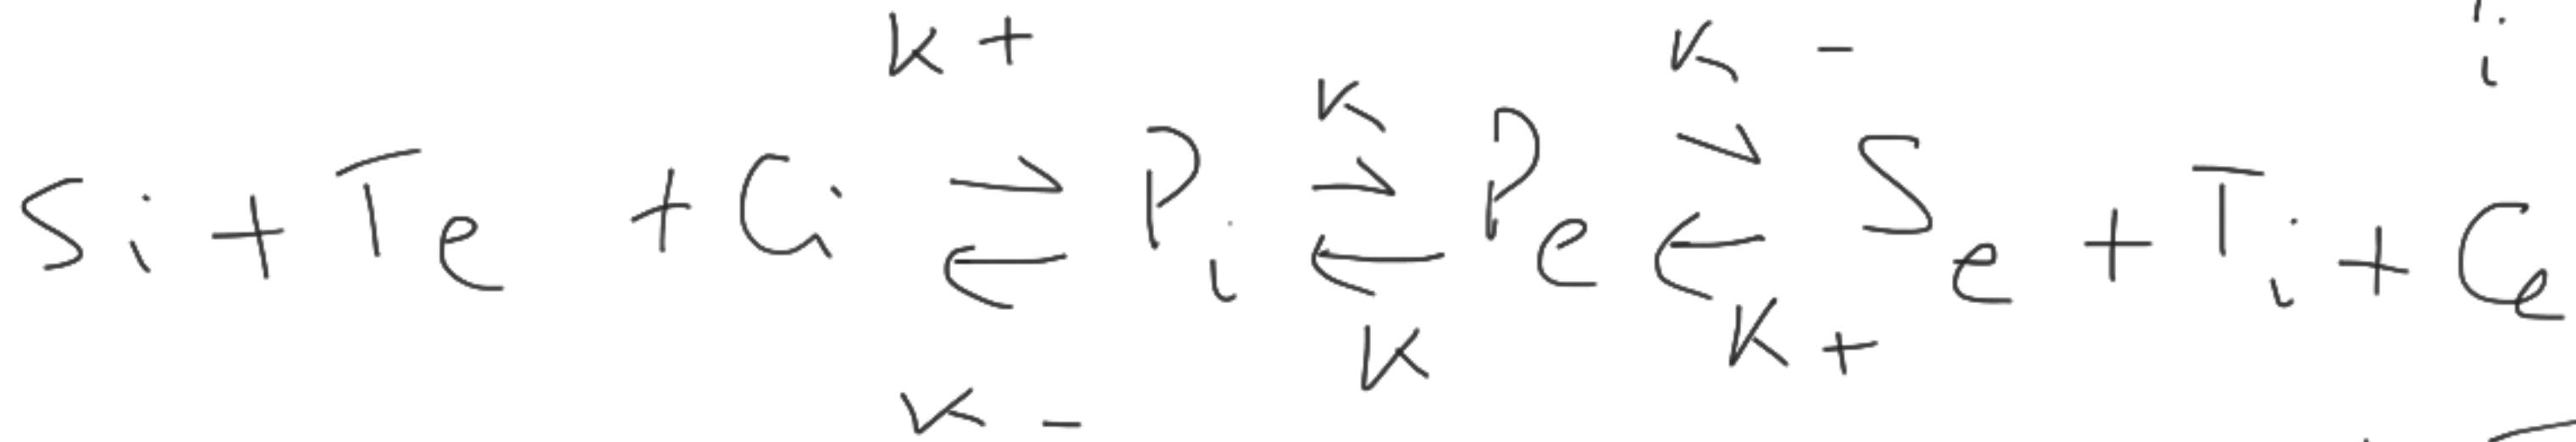 k + k k - i
Si + Te + Ci ⇌ Pi ⇌ Pe ⇌ Se + Ti + Ce
k - k k +